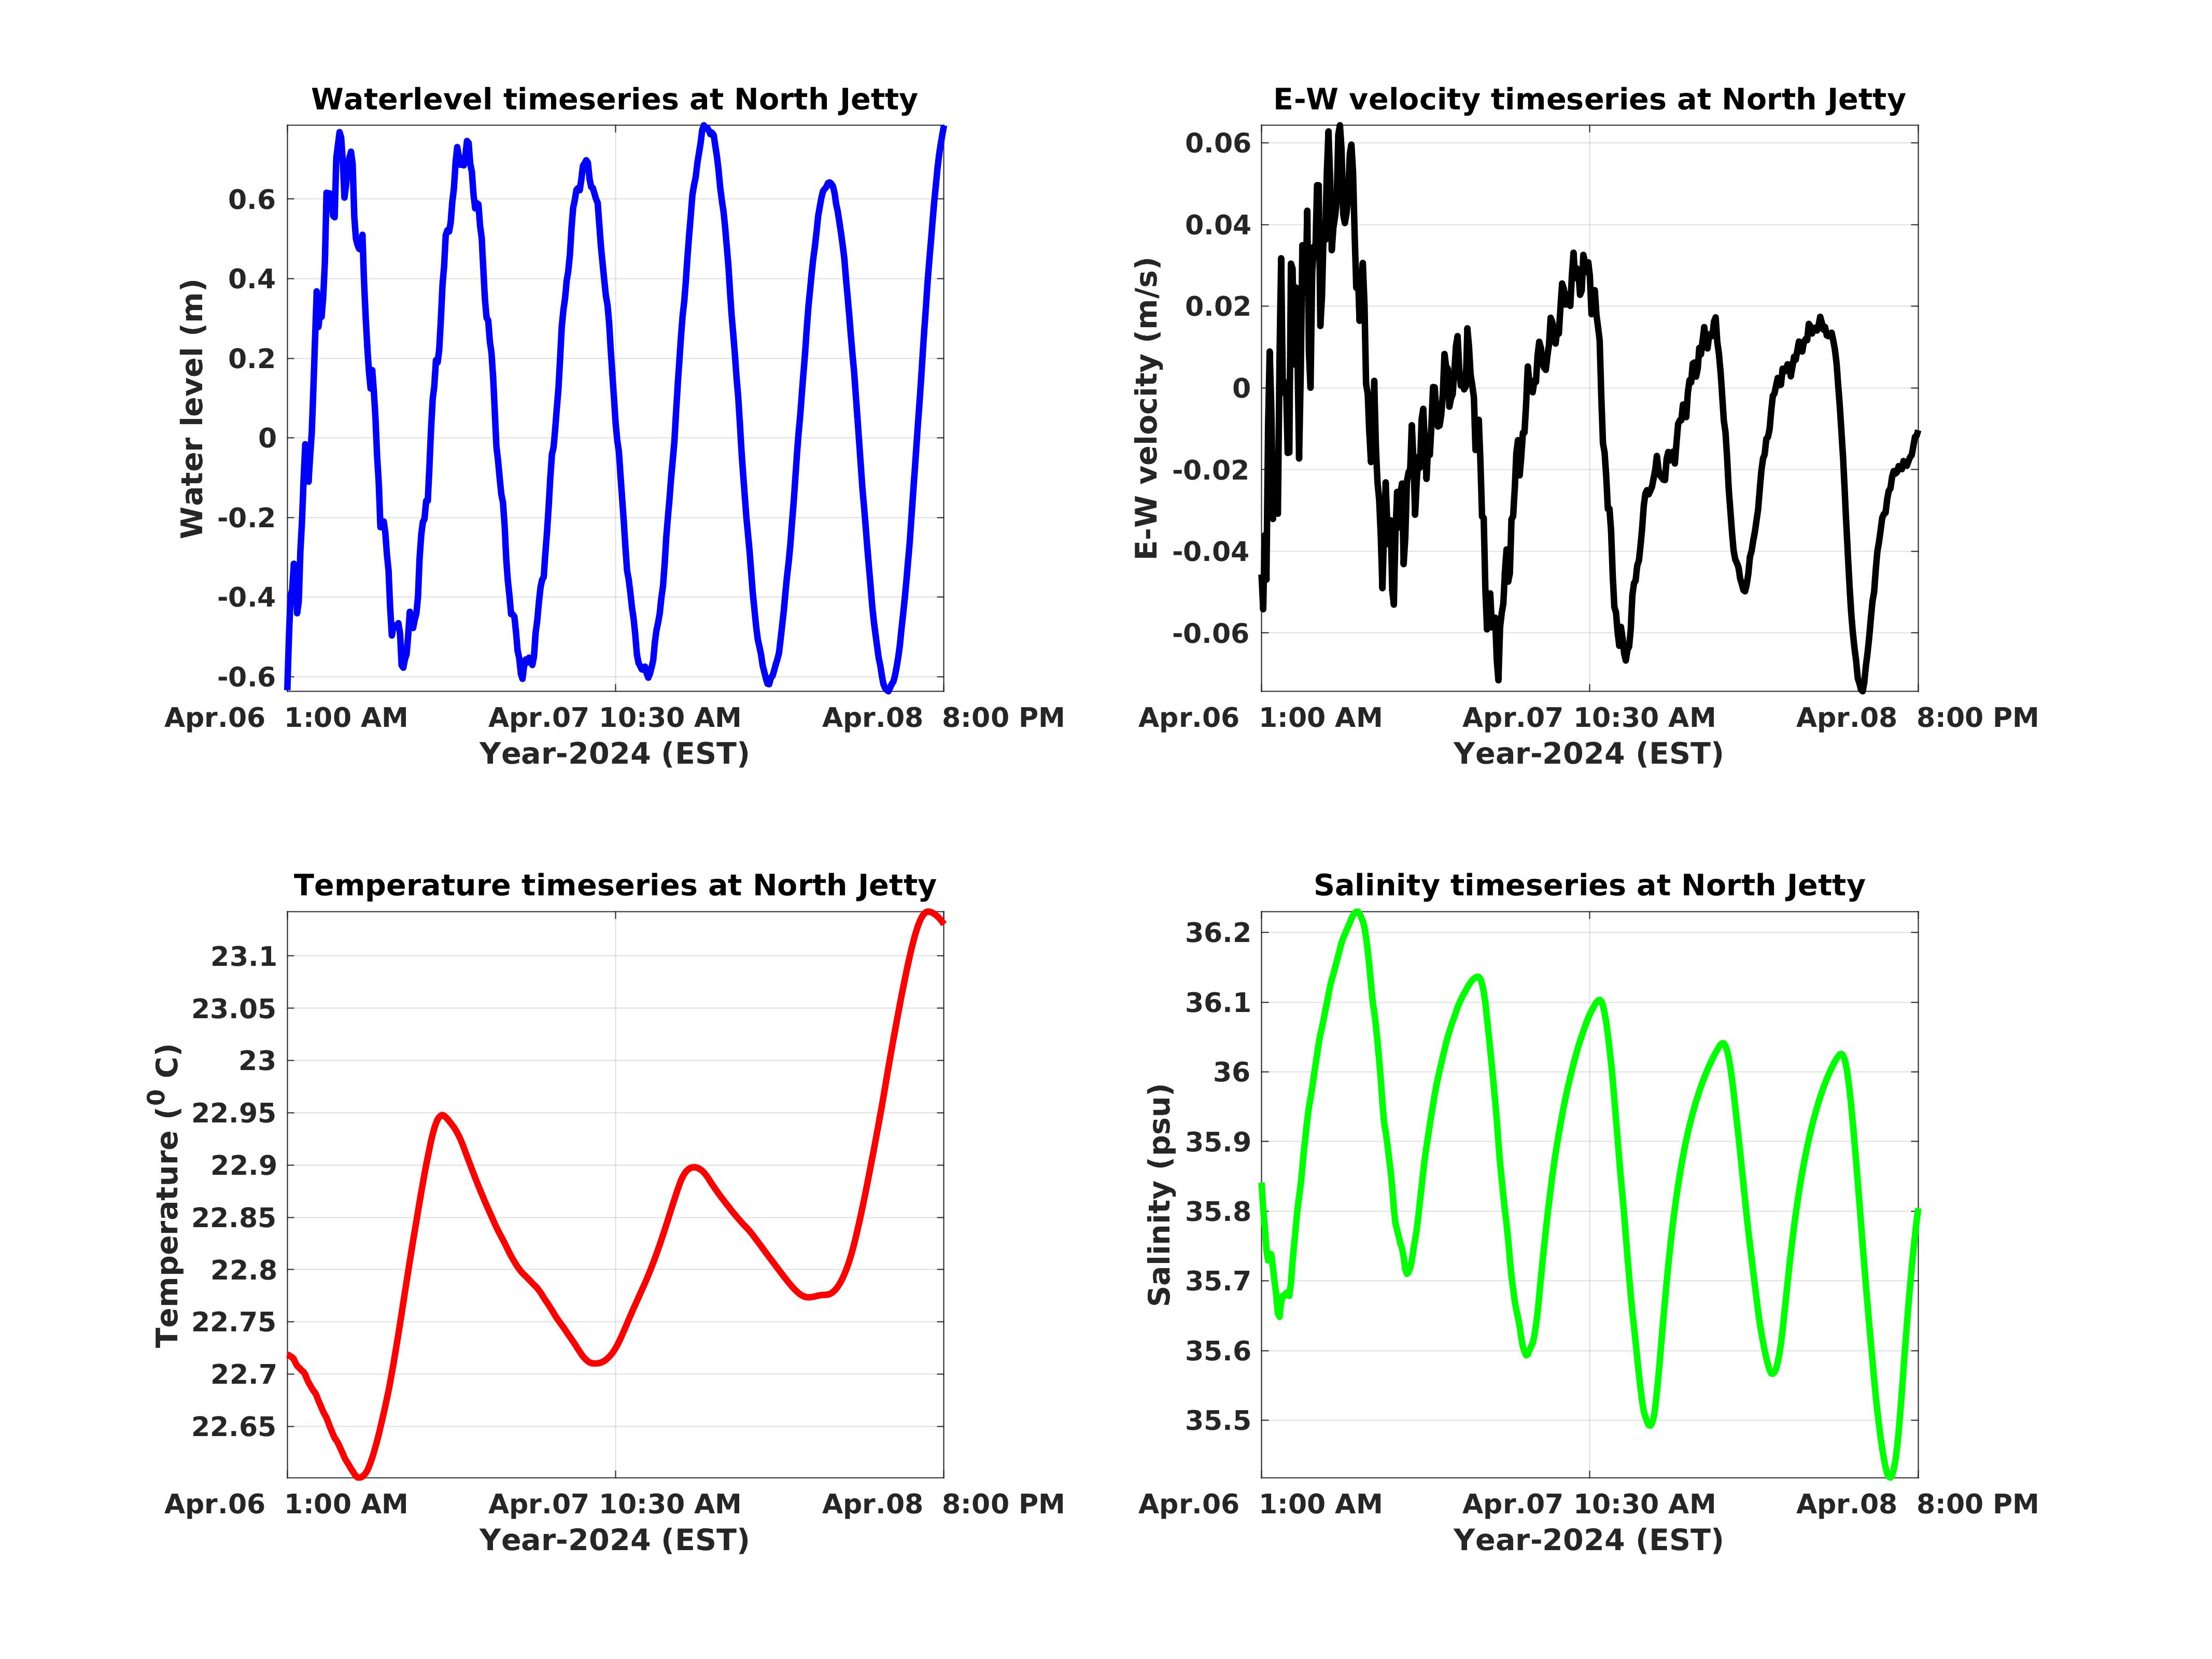 Waterlevel timeseries at North Jetty
0.6
0.4
0.2
0
-0.2
-0.4
-0.6
Water level (m)
Apr.06 1:00 AM Apr.07 10:30 AM Apr.08 8:00 PM
Year-2024 (EST)
E-W velocity timeseries at North Jetty
0.06
0.04
0.02
0
-0.02
-0.04
-0.06
E-W velocity (m/s)
Apr.06 1:00 AM Apr.07 10:30 AM Apr.08 8:00 PM
Year-2024 (EST)
Temperature timeseries at North Jetty
23.1
23.05
23
22.95
22.9
22.85
22.8
22.75
22.7
22.65
Temperature (⁰ C)
Apr.06 1:00 AM Apr.07 10:30 AM Apr.08 8:00 PM
Year-2024 (EST)
Salinity timeseries at North Jetty
36.2
36.1
36
35.9
35.8
35.7
35.6
35.5
Salinity (psu)
Apr.06 1:00 AM Apr.07 10:30 AM Apr.08 8:00 PM
Year-2024 (EST)